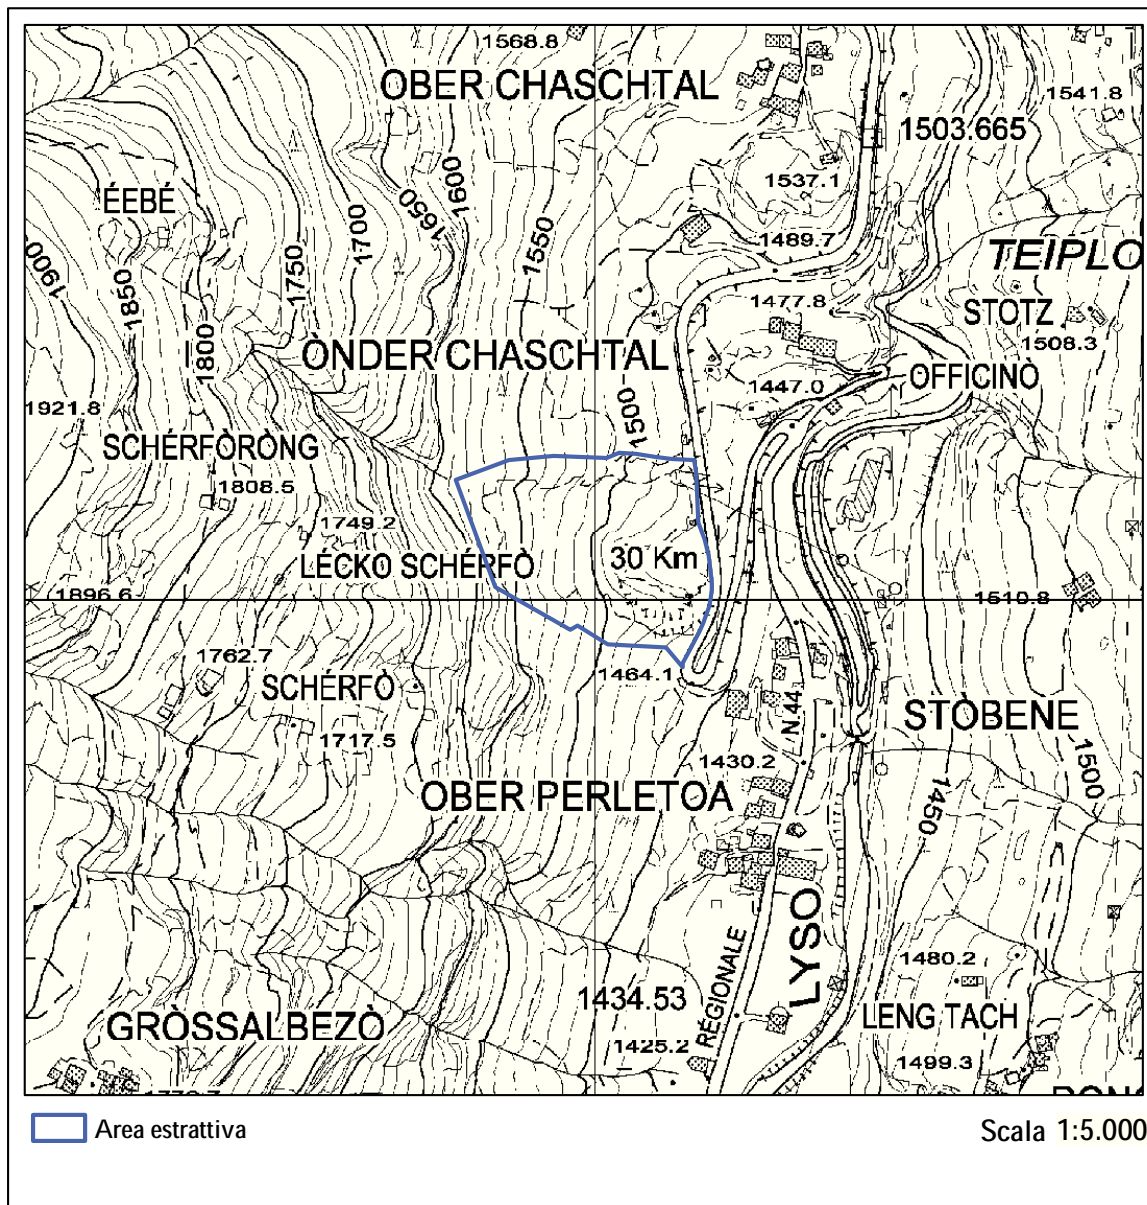 1568.8
OBER CHASCHTAL
1541.8
1503.665
1600
1650
1537.1
ÉEBÉ
1700
1550
1489.7
TEIPLO
1900
1850
1750
1477.8
STOTZ
1800
ÒNDER CHASCHTAL
1508.3
OFFICINÒ
1447.0
1921.8
1500
SCHÉRFÒRÒNG
1808.5
1749.2
LÉCKO SCHÉRFÒ
30 Km
1896.6
1510.8
1762.7
1464.1
SCHÉRFÒ
N.44
STOBENE
1717.5
1430.2
1500
OBER PERLETOA
1450
LYSO
RÉGIONALE
1480.2
1434.53
GRÒSSALBEZÒ
LENG TACH
1425.2
1499.3
Area estrattiva
Scala 1:5.000